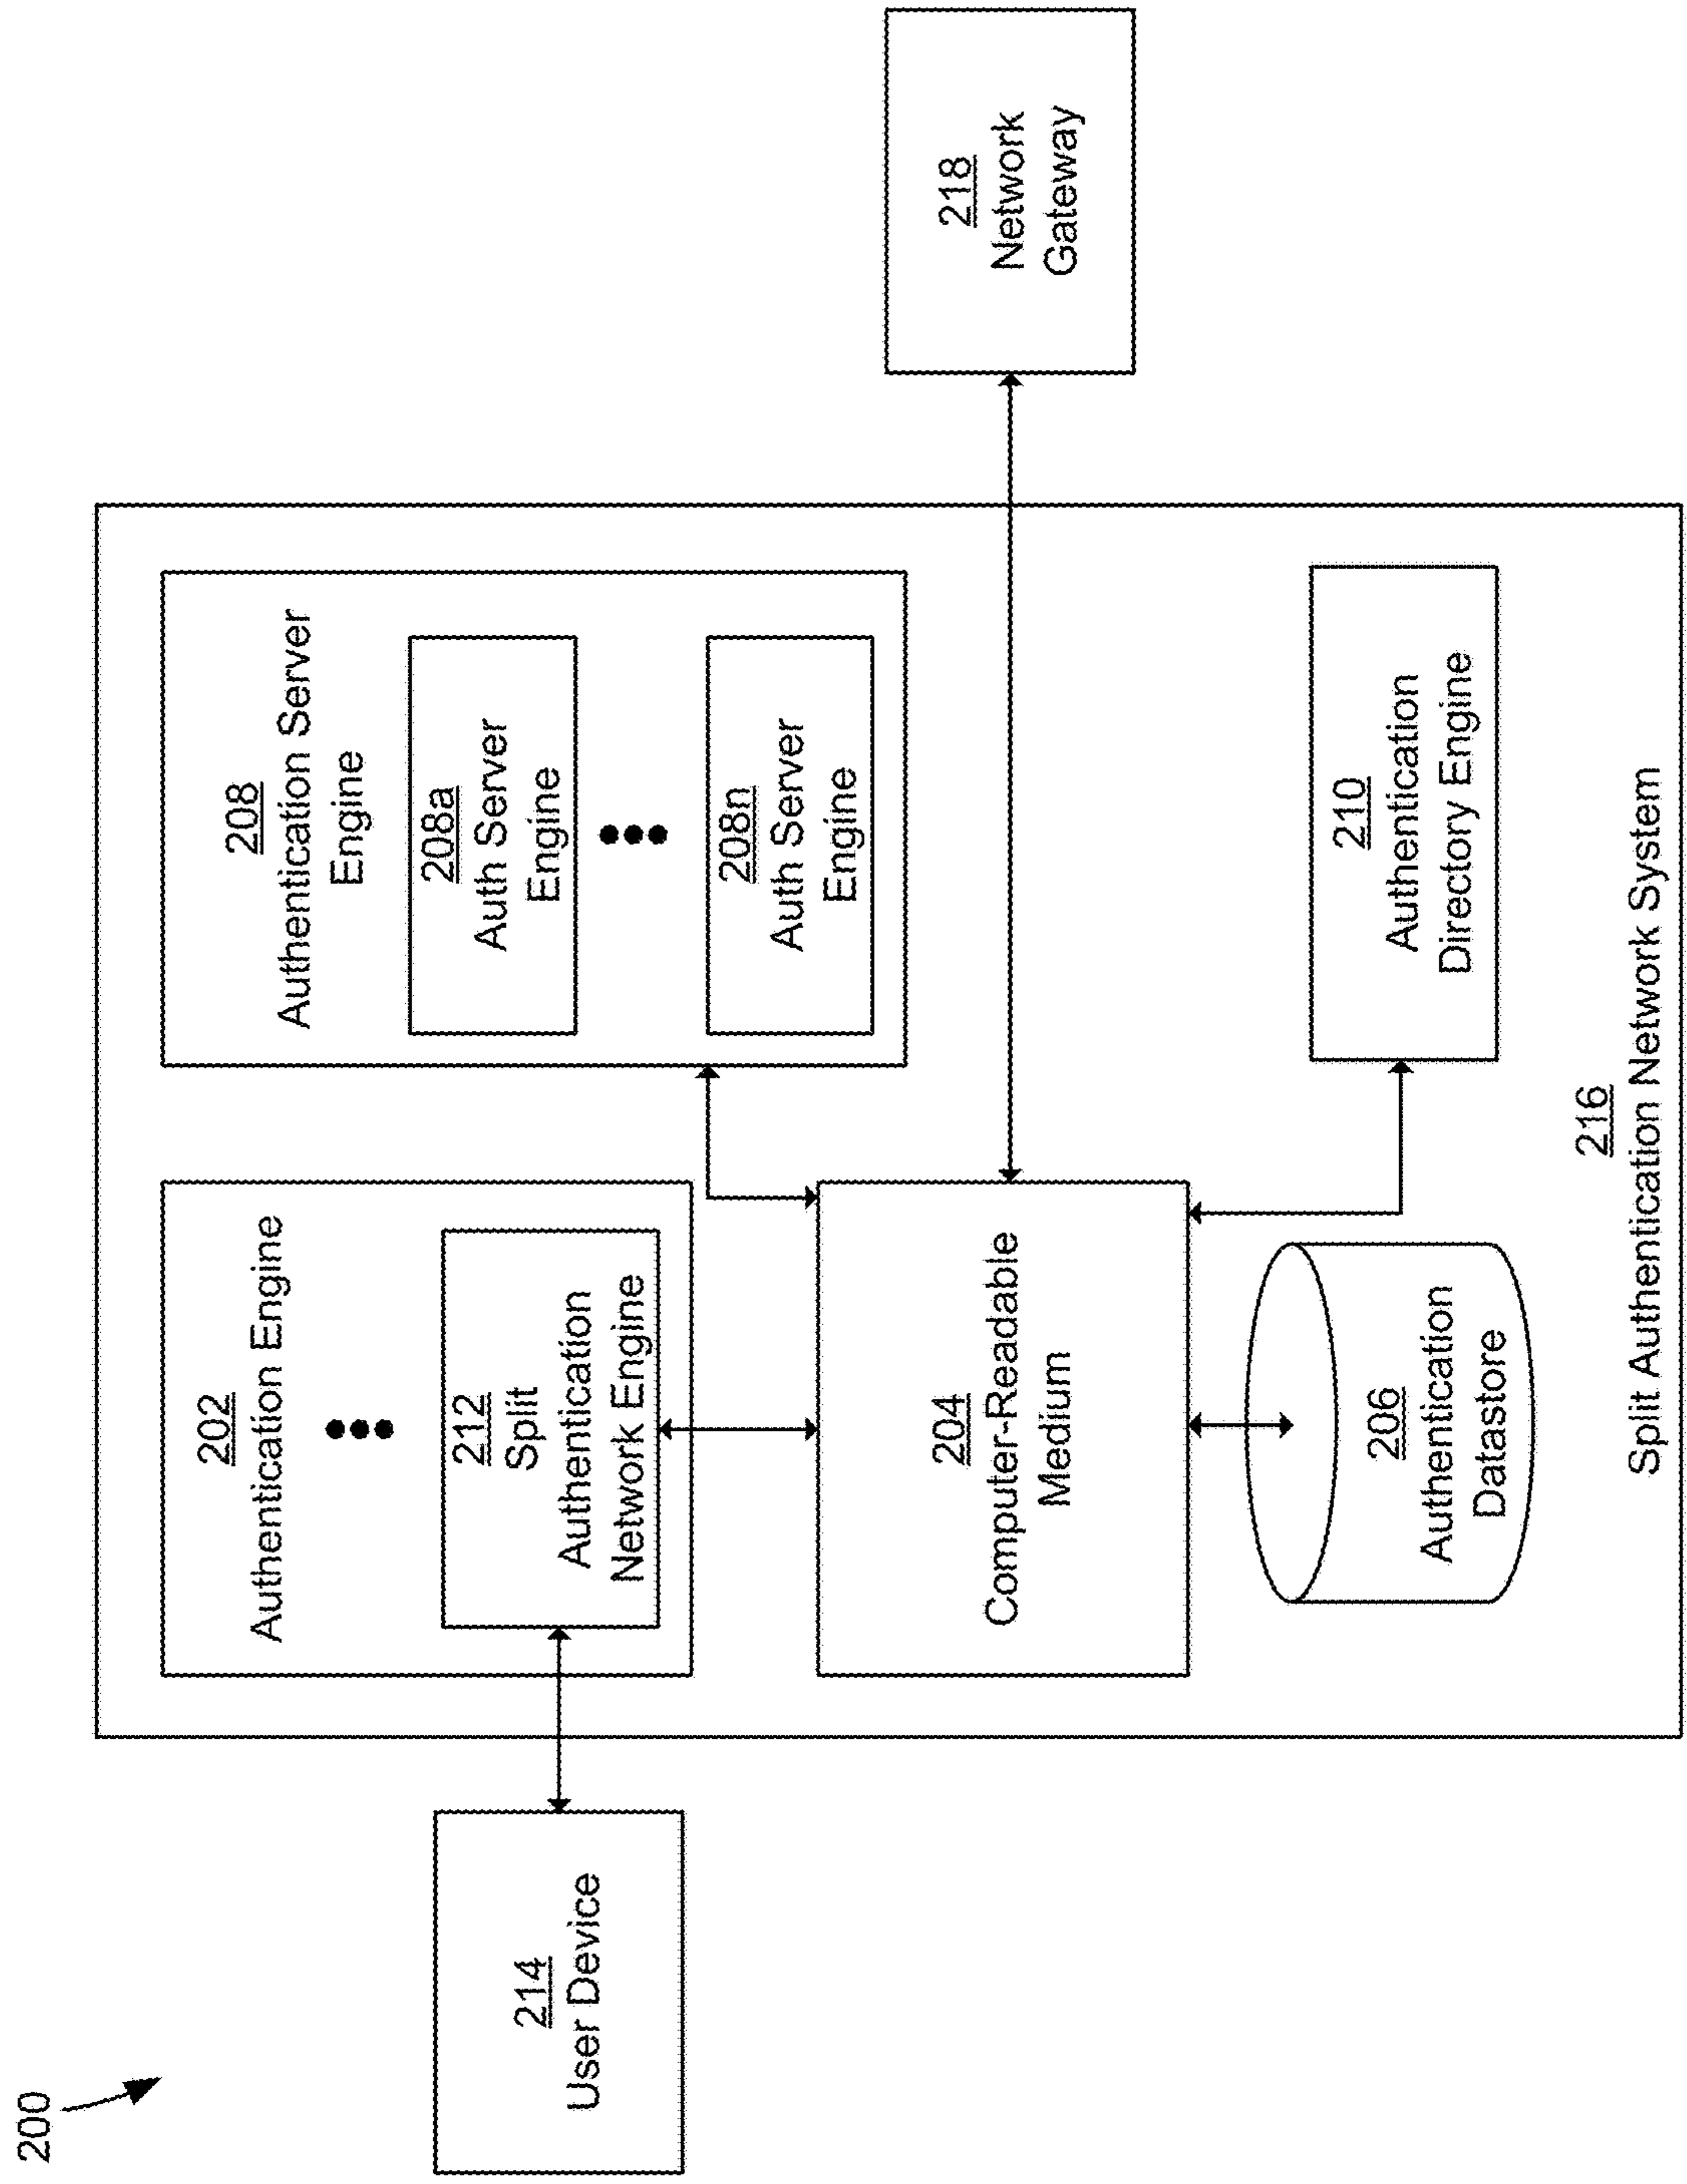 200
214
User Device
202
Authentication Engine
212
Split
Authentication
Network Engine
208
Authentication Server
Engine
208a
Auth Server
Engine
208n
Auth Server
Engine
204
Computer-Readable
Medium
218
Network
Gateway
206
Authentication
Datastore
210
Authentication
Directory Engine
216
Split Authentication Network System